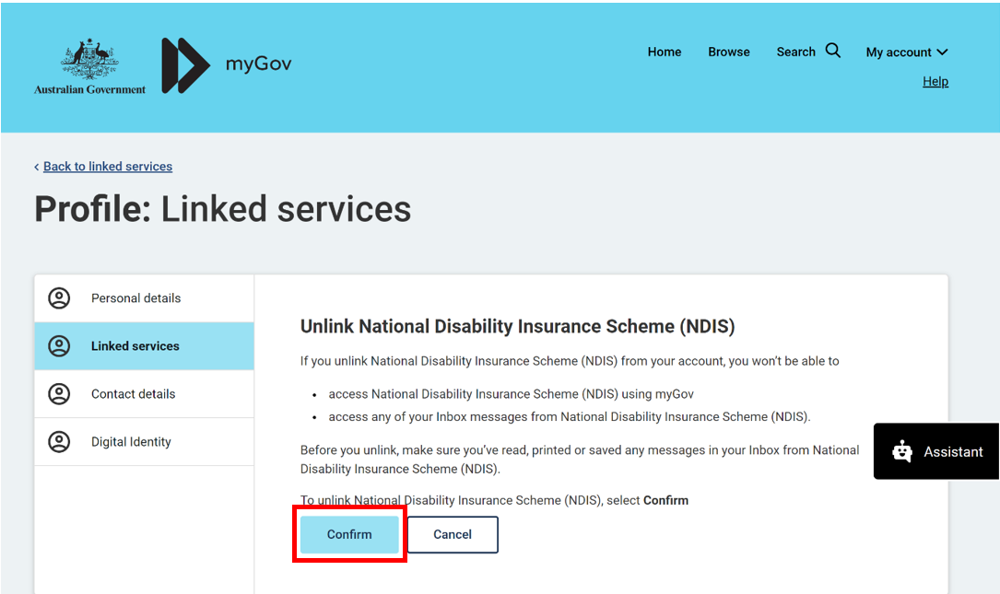 Australian Government
myGov
Home
Browse
Search
My account
Help
Back to linked services
Profile: Linked services
Personal details
Linked services
Contact details
Digital Identity
Unlink National Disability Insurance Scheme (NDIS)
If you unlink National Disability Insurance Scheme (NDIS) from your account, you won't be able to
• access National Disability Insurance Scheme (NDIS) using myGov
• access any of your Inbox messages from National Disability Insurance Scheme (NDIS).
Before you unlink, make sure you've read, printed or saved any messages in your Inbox from National
Disability Insurance Scheme (NDIS).
To unlink National Disability Insurance Scheme (NDIS), select Confirm
Confirm
Cancel
Assistant